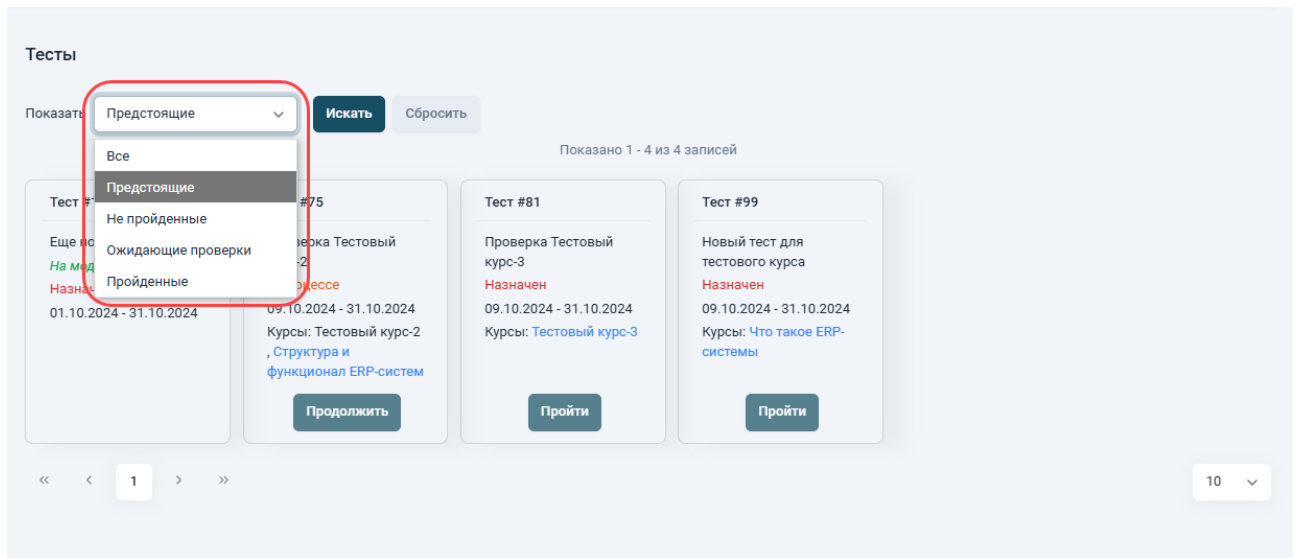 Тесты
Показать Предстоящие Искать Сбросить
Все
Предстоящие
Не пройденные
Ожидающие проверки
Пройденные
Показано 1 - 4 из 4 записей
Тест
Еще
На
01.10.2024 - 31.10.2024
#75
Тестовый
09.10.2024 - 31.10.2024
Курсы: Тестовый курс-2
, Структура и
функционал ERP-систем
Продолжить
Тест #81
Проверка Тестовый
курс-3
Назначен
09.10.2024 - 31.10.2024
Курсы: Тестовый курс-3
Пройти
Тест #99
Новый тест для
тестового курса
Назначен
09.10.2024 - 31.10.2024
Курсы: Что такое ERP-
системы
Пройти
« ‹ 1 › »
10